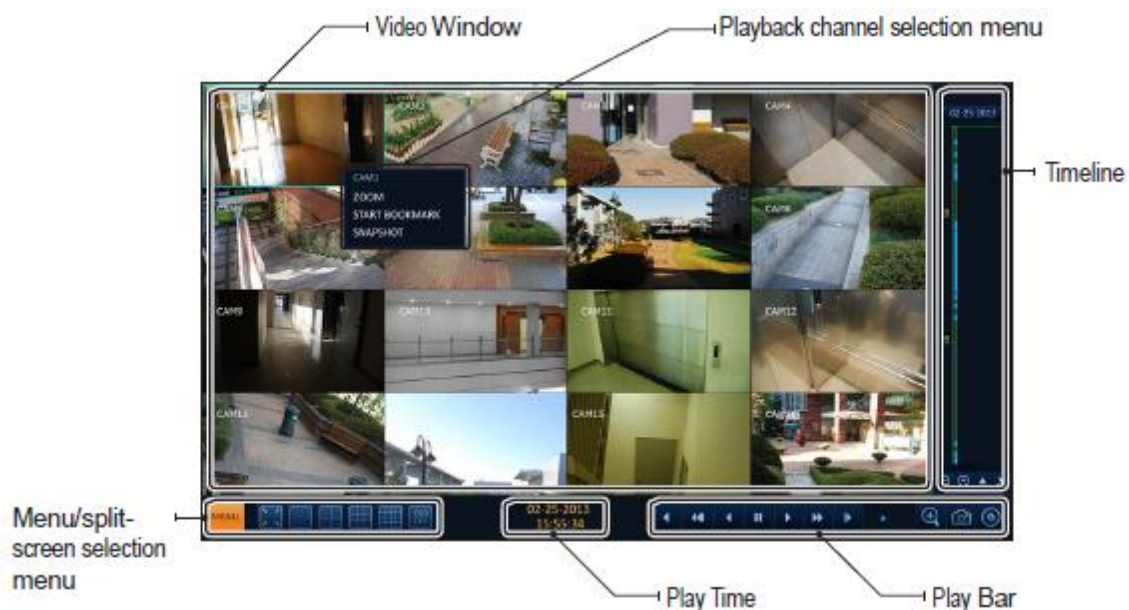 Video Window
Playback channel selection menu
CAM2
CAM4
02-25-2013
Timeline
CAM1
ZOOM
START BOOKMARK
SNAPSHOT
CAM8
CAM9
CAM10
CAM11
CAM12
CAM13
CAM15
Menu/split-
screen selection
menu
MENU
02-25-2013
15:55:34
Play Time
Play Bar